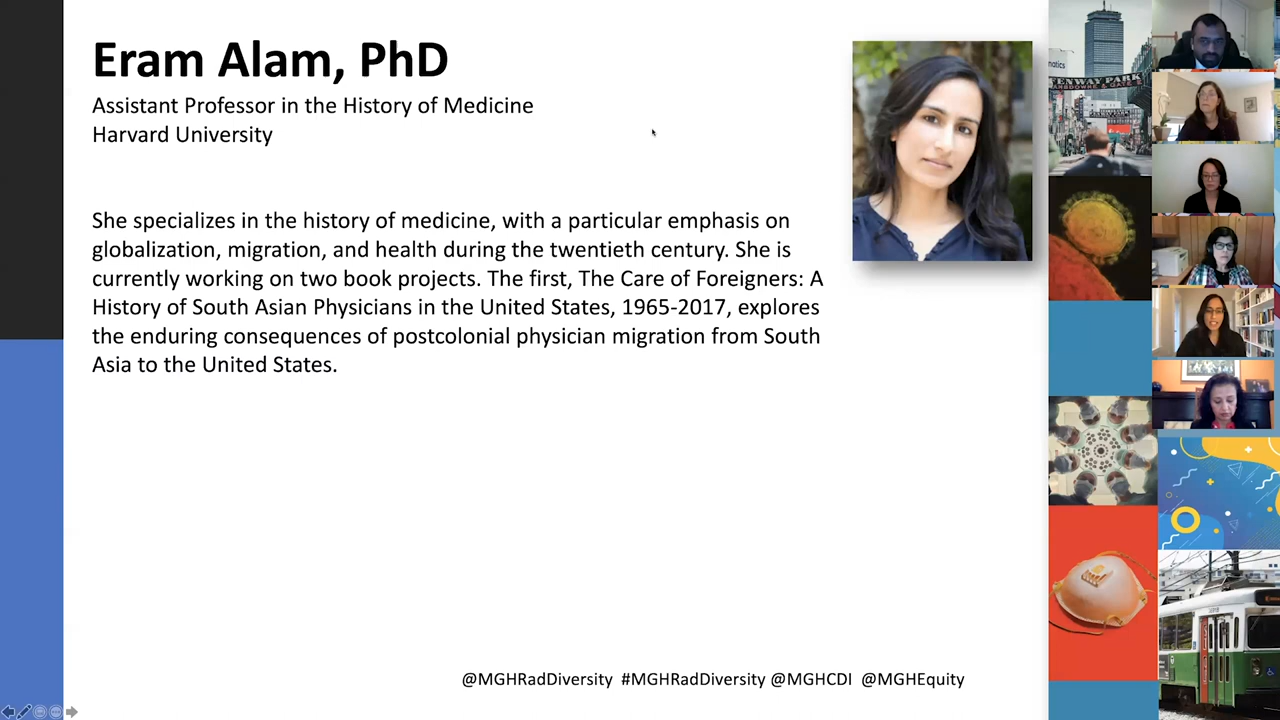 Eram Alam, PhD
Assistant Professor in the History of Medicine
Harvard University
She specializes in the history of medicine, with a particular emphasis on
globalization, migration, and health during the twentieth century. She is
currently working on two book projects. The first, The Care of Foreigners: A
History of South Asian Physicians in the United States, 1965-2017, explores
the enduring consequences of postcolonial physician migration from South
Asia to the United States.
@MGHRadDiversity #MGHRadDiversity @MGHCDI @MGHEquity
FENWAY PARK